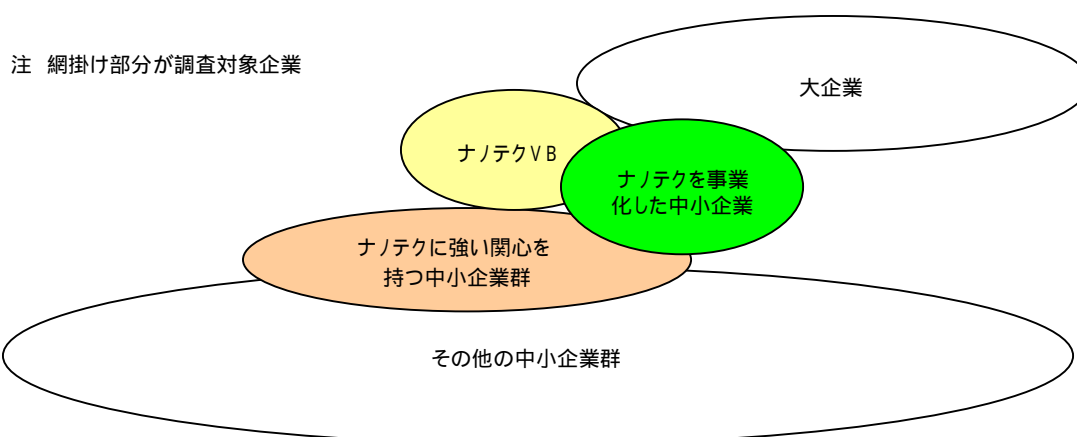 注 網掛け部分が調査対象企業
大企業
ナノテクVB
ナノテクを事業
化した中小企業
ナノテクに強い関心を
持つ中小企業群
その他の中小企業群